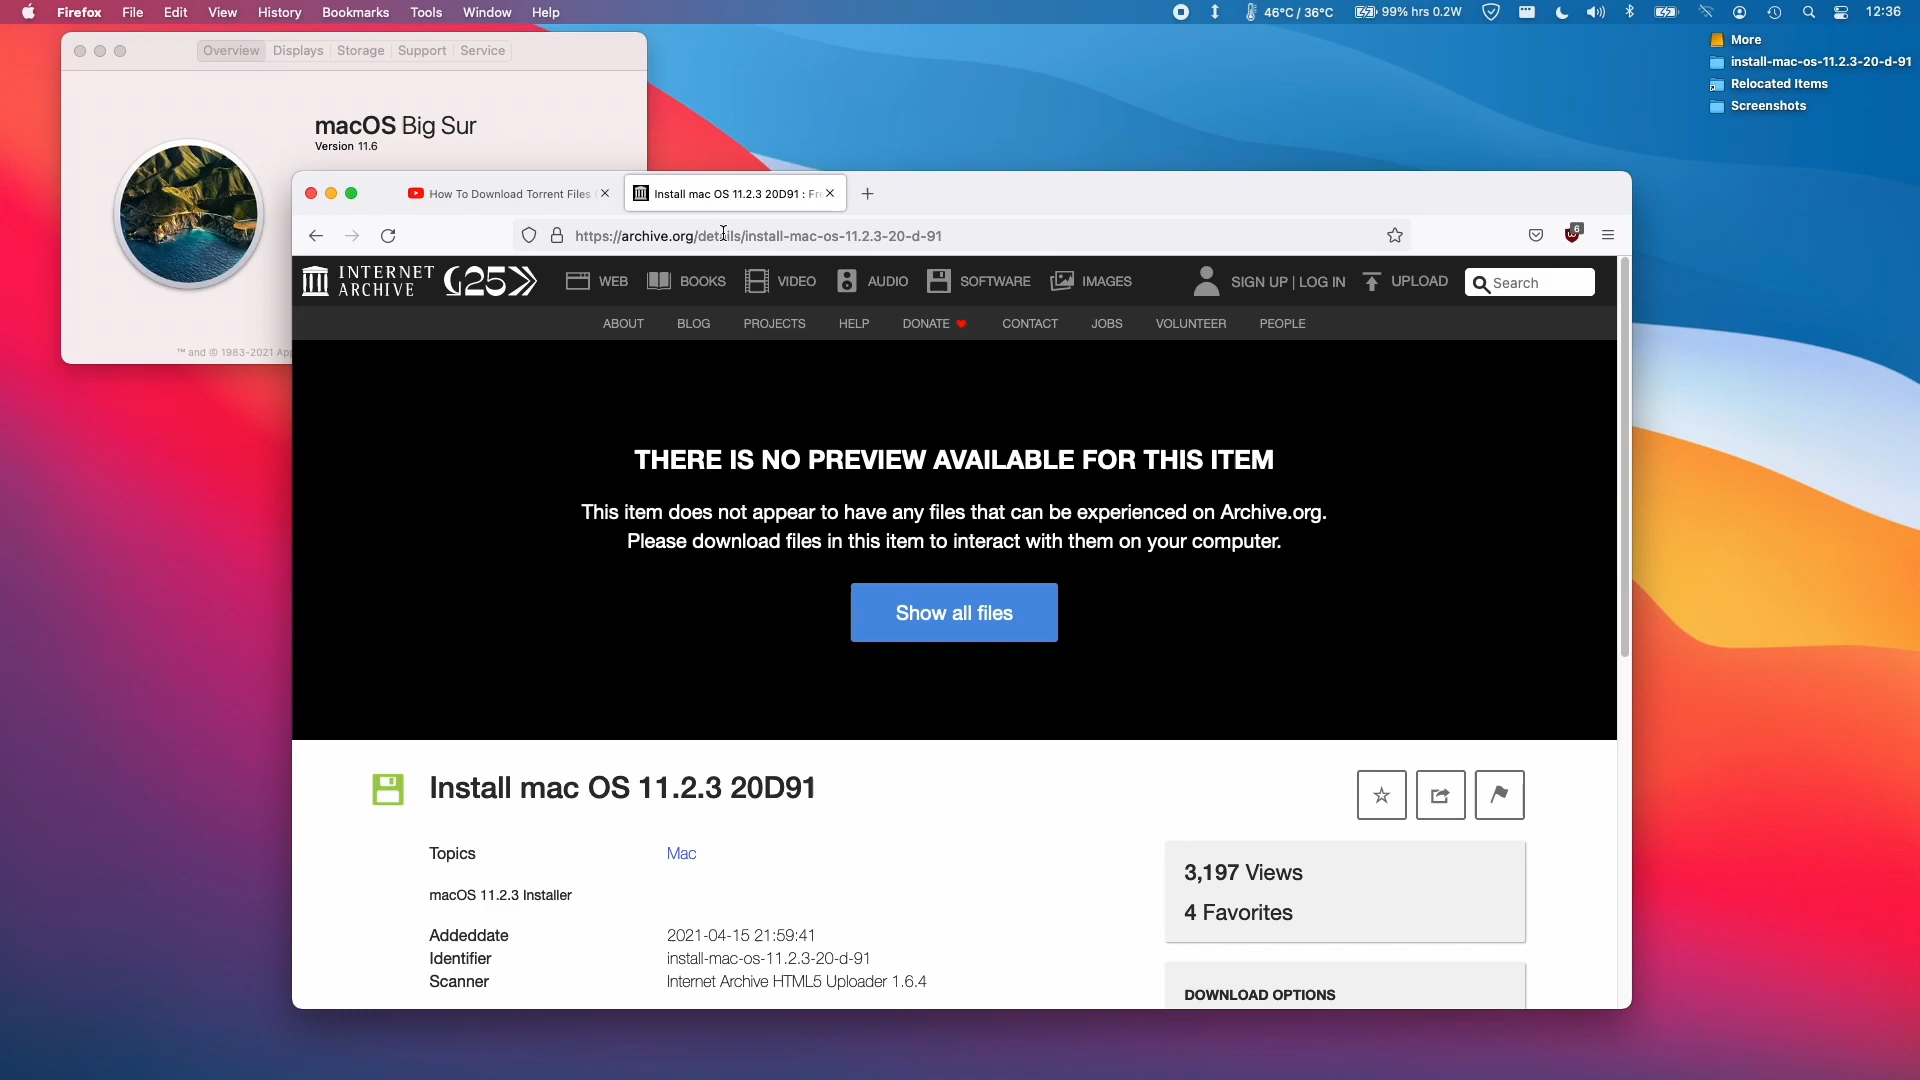 Firefox File Edit View History Bookmarks Tools Window Help
46°C / 36°C 99% hrs 0.2W 12:36
More
install-mac-os-11.2.3-20-d-91
Relocated Items
Screenshots
Overview Displays Storage Support Service
macOS Big Sur
Version 11.6
™ and © 1983-2021 App
How To Download Torrent Files
Install mac OS 11.2.3 20D91 : Fre
https://archive.org/details/install-mac-os-11.2.3-20-d-91
6
INTERNET ARCHIVE 25 WEB BOOKS VIDEO AUDIO SOFTWARE IMAGES SIGN UP | LOG IN UPLOAD Search
ABOUT BLOG PROJECTS HELP DONATE CONTACT JOBS VOLUNTEER PEOPLE
THERE IS NO PREVIEW AVAILABLE FOR THIS ITEM
This item does not appear to have any files that can be experienced on Archive.org.
Please download files in this item to interact with them on your computer.
Show all files
Install mac OS 11.2.3 20D91
Topics Mac
macOS 11.2.3 Installer
Addeddate 2021-04-15 21:59:41
Identifier install-mac-os-11.2.3-20-d-91
Scanner Internet Archive HTML5 Uploader 1.6.4
3,197 Views
4 Favorites
DOWNLOAD OPTIONS